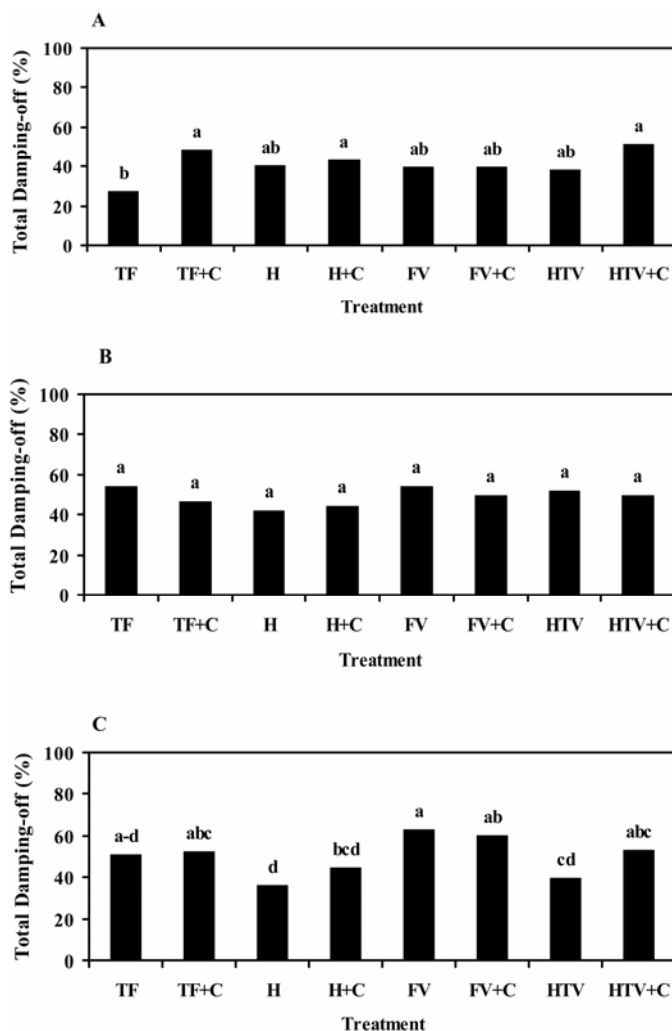 A
Total Damping-off (%)
100
80
60
40
20
0
b
a
ab
a
ab
ab
ab
a
TF TF+C H H+C FV FV+C HTV HTV+C
Treatment
B
Total Damping-off (%)
100
80
60
40
20
0
a
a
a
a
a
a
a
a
TF TF+C H H+C FV FV+C HTV HTV+C
Treatment
C
Total Damping-off (%)
100
80
60
40
20
0
a-d
abc
d
bcd
a
ab
cd
abc
TF TF+C H H+C FV FV+C HTV HTV+C
Treatment